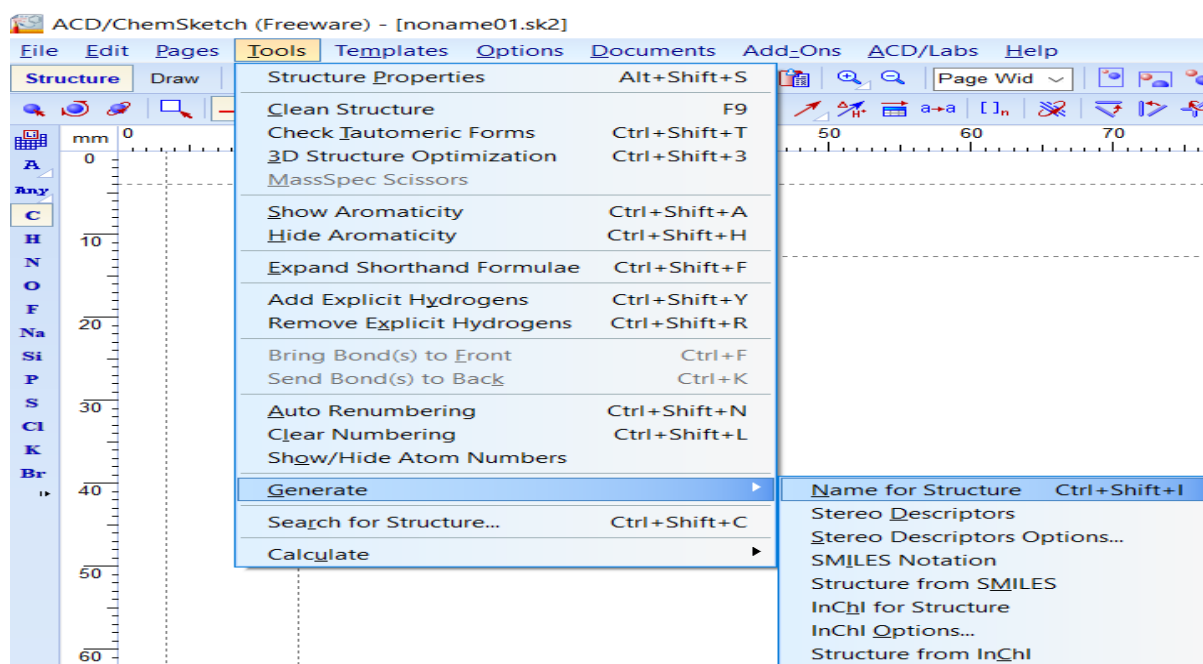 ACD/ChemSketch (Freeware) - [noname01.sk2]
File Edit Pages Tools Templates Options Documents Add-Ons ACD/Labs Help
Structure Draw Page Wid
Structure Properties Alt+Shift+S
Clean Structure F9
Check Tautomeric Forms Ctrl+Shift+T
3D Structure Optimization Ctrl+Shift+3
MassSpec Scissors
Show Aromaticity Ctrl+Shift+A
Hide Aromaticity Ctrl+Shift+H
Expand Shorthand Formulae Ctrl+Shift+F
Add Explicit Hydrogens Ctrl+Shift+Y
Remove Explicit Hydrogens Ctrl+Shift+R
Bring Bond(s) to Front Ctrl+F
Send Bond(s) to Back Ctrl+K
Auto Renumbering Ctrl+Shift+N
Clear Numbering Ctrl+Shift+L
Show/Hide Atom Numbers
Generate
Search for Structure... Ctrl+Shift+C
Calculate
Name for Structure Ctrl+Shift+I
Stereo Descriptors
Stereo Descriptors Options...
SMILES Notation
Structure from SMILES
InChI for Structure
InChI Options...
Structure from InChI
mm 0 50 60 70
0
10
20
30
40
50
60
A
Any
C
H
N
O
F
Na
Si
P
S
Cl
K
Br